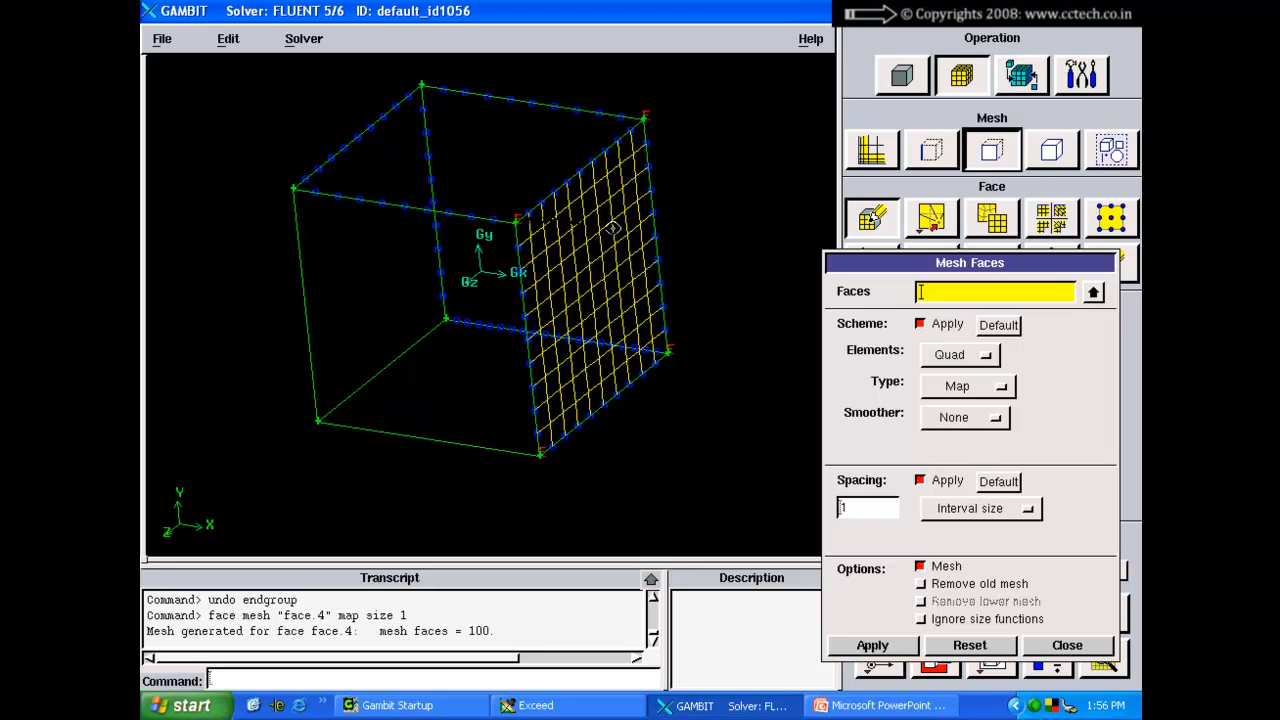 GAMBIT Solver: FLUENT 5/6 ID: default_id1056
© Copyrights 2008: www.cctech.co.in
File Edit Solver Help
Operation
Mesh
Face
E
E
Gy
Gx
Gz
E
E
Y
X
Z
Mesh Faces
Faces
Scheme: Apply Default
Elements: Quad
Type: Map
Smoother: None
Spacing: Apply Default
1 Interval size
Options: Mesh
Remove old mesh
Remove lower mesh
Ignore size functions
Apply Reset Close
Transcript
Description
Command> undo endgroup
Command> face mesh "face.4" map size 1
Mesh generated for face face.4: mesh faces = 100.
Command:
start
Gambit Startup
Exceed
GAMBIT Solver: FL...
Microsoft PowerPoint ...
1:56 PM